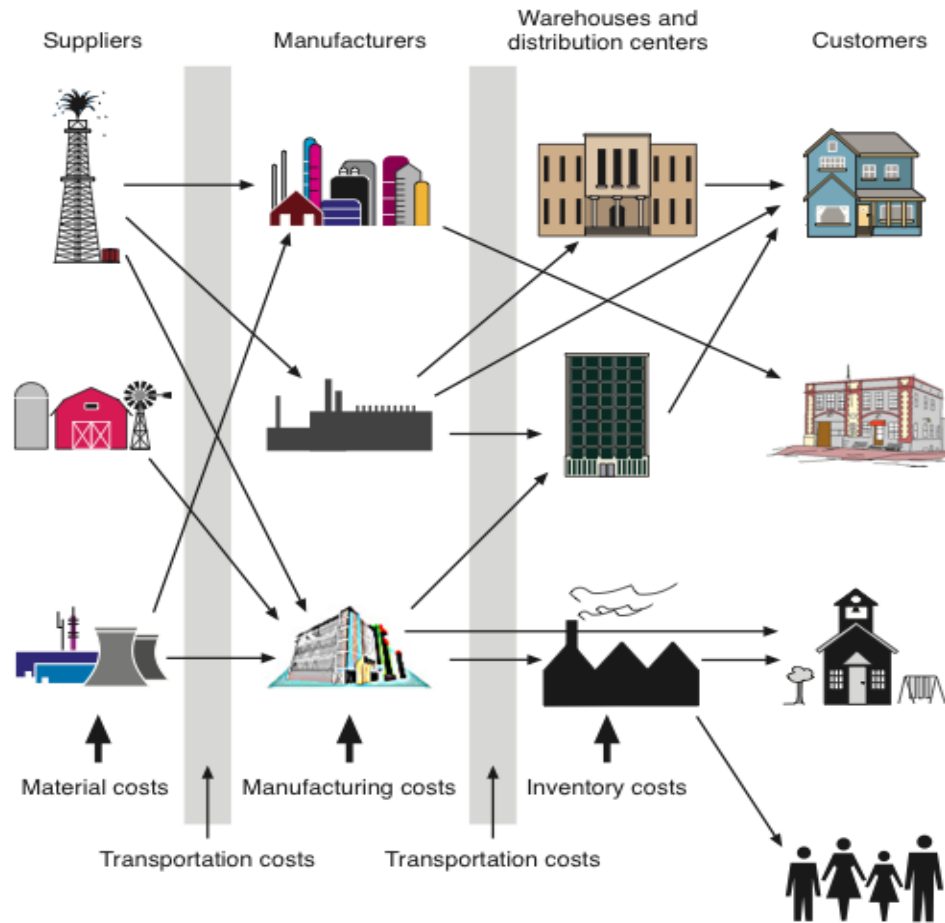 Suppliers
Manufacturers
Warehouses and
distribution centers
Customers
Material costs
Manufacturing costs
Inventory costs
Transportation costs
Transportation costs